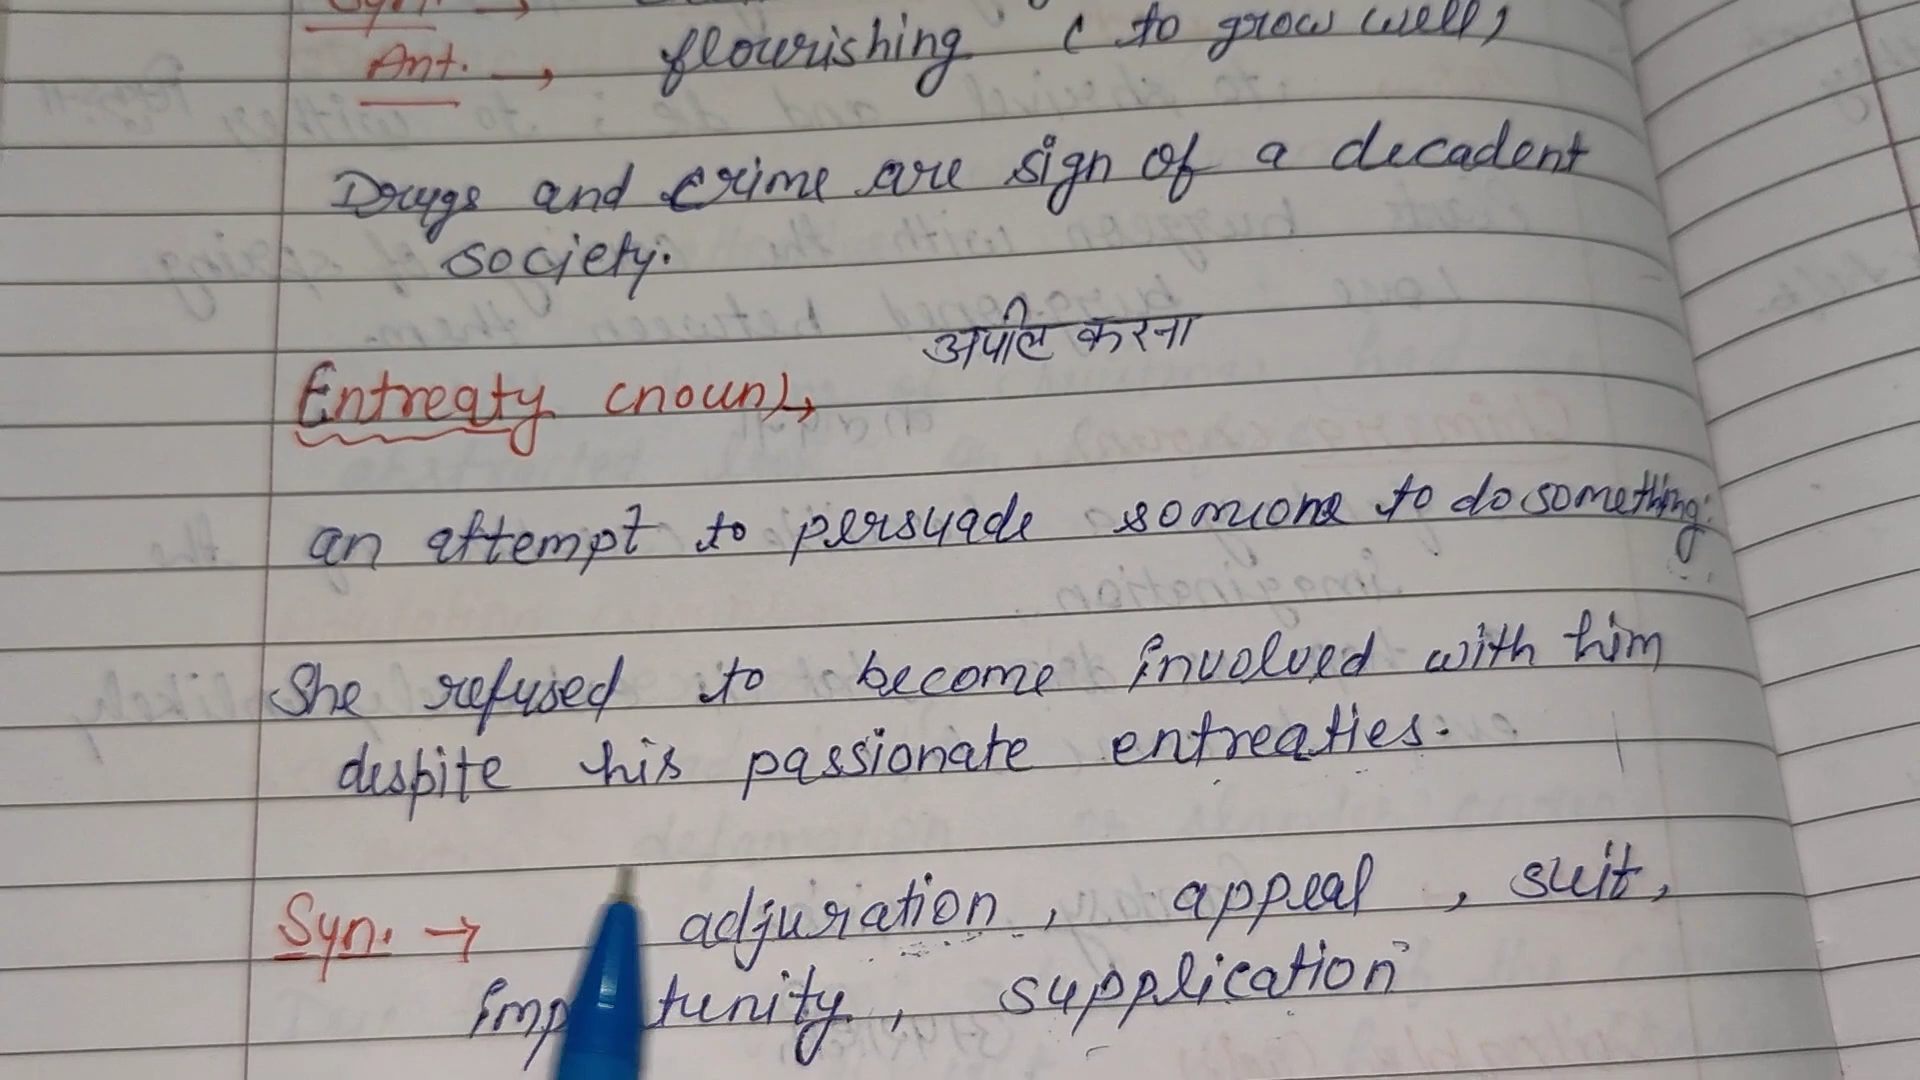 Syn. →
Ant. → flourishing ( to grow well)
Drugs and crime are sign of a decadent
society.
अपील करना
Entreaty (noun) →
an attempt to persuade someone to do something.
She refused to become involved with him
despite his passionate entreaties.
Syn. → adjuration, appeal, suit,
supplication